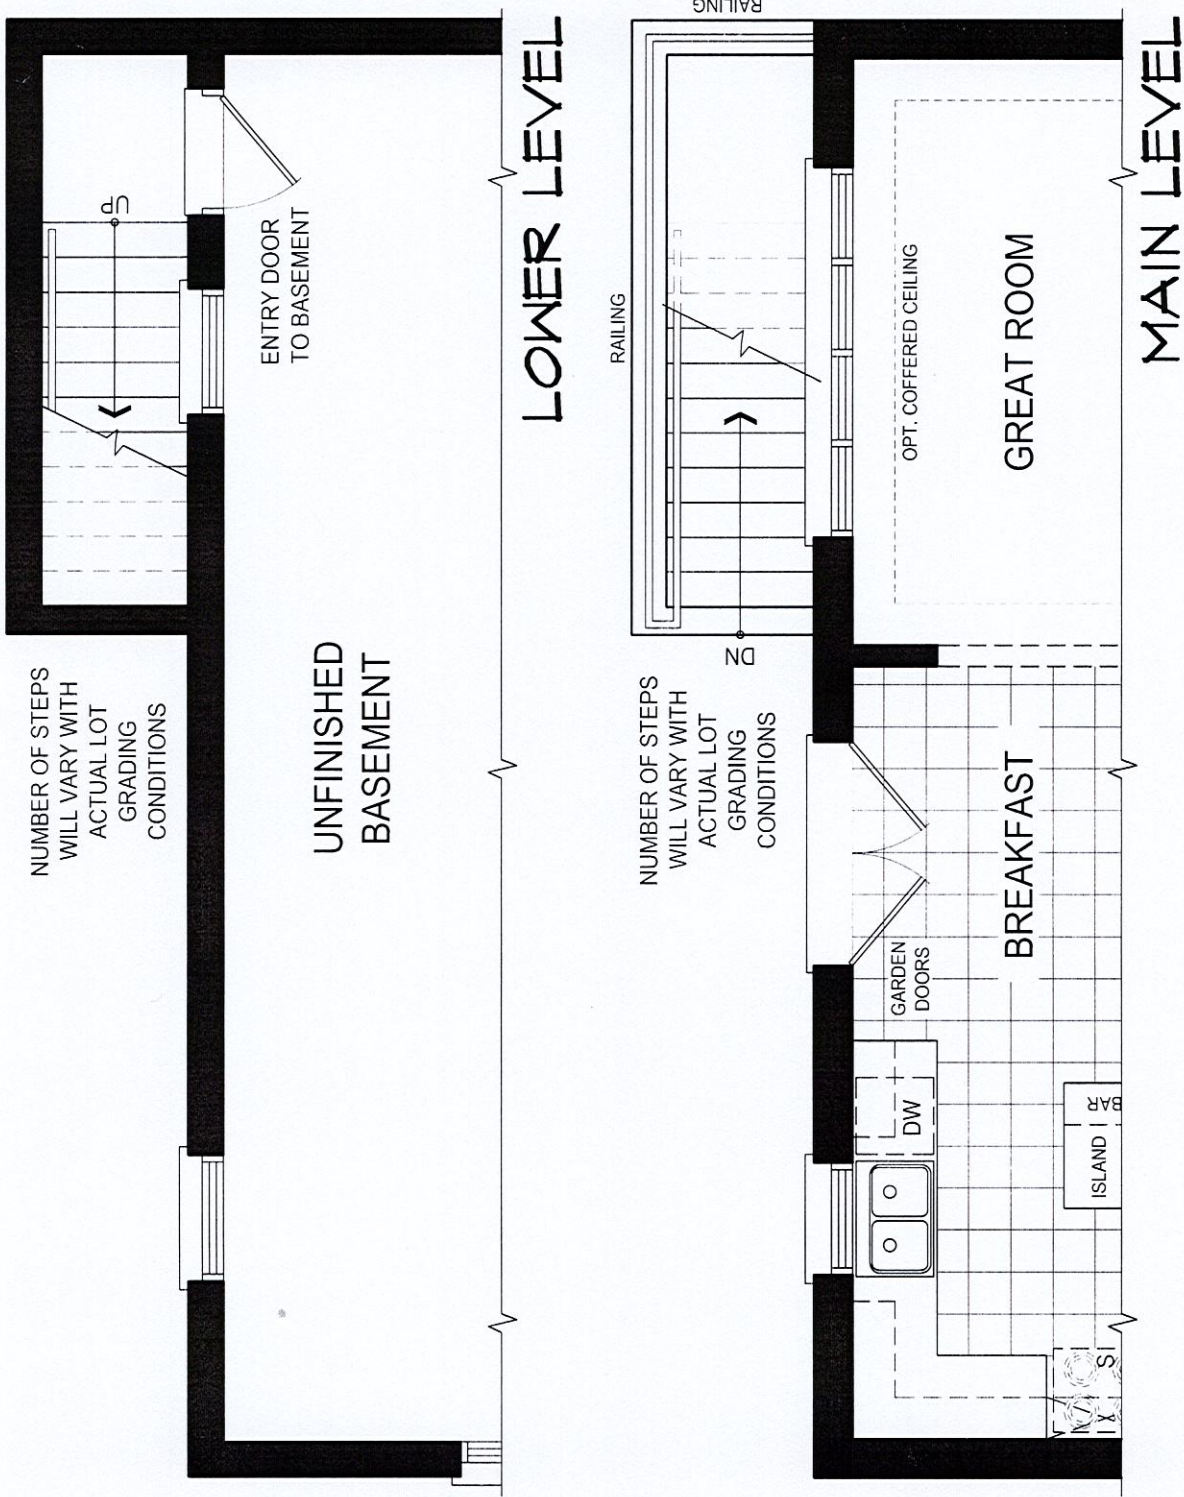 NUMBER OF STEPS
WILL VARY WITH
ACTUAL LOT
GRADING
CONDITIONS
UP
ENTRY DOOR
TO BASEMENT
UNFINISHED
BASEMENT
LOWER LEVEL
RAILING
RAILING
NUMBER OF STEPS
WILL VARY WITH
ACTUAL LOT
GRADING
CONDITIONS
DN
OPT. COFFERED CEILING
GREAT ROOM
GARDEN
DOORS
BREAKFAST
DW
ISLAND
BAR
S
MAIN LEVEL